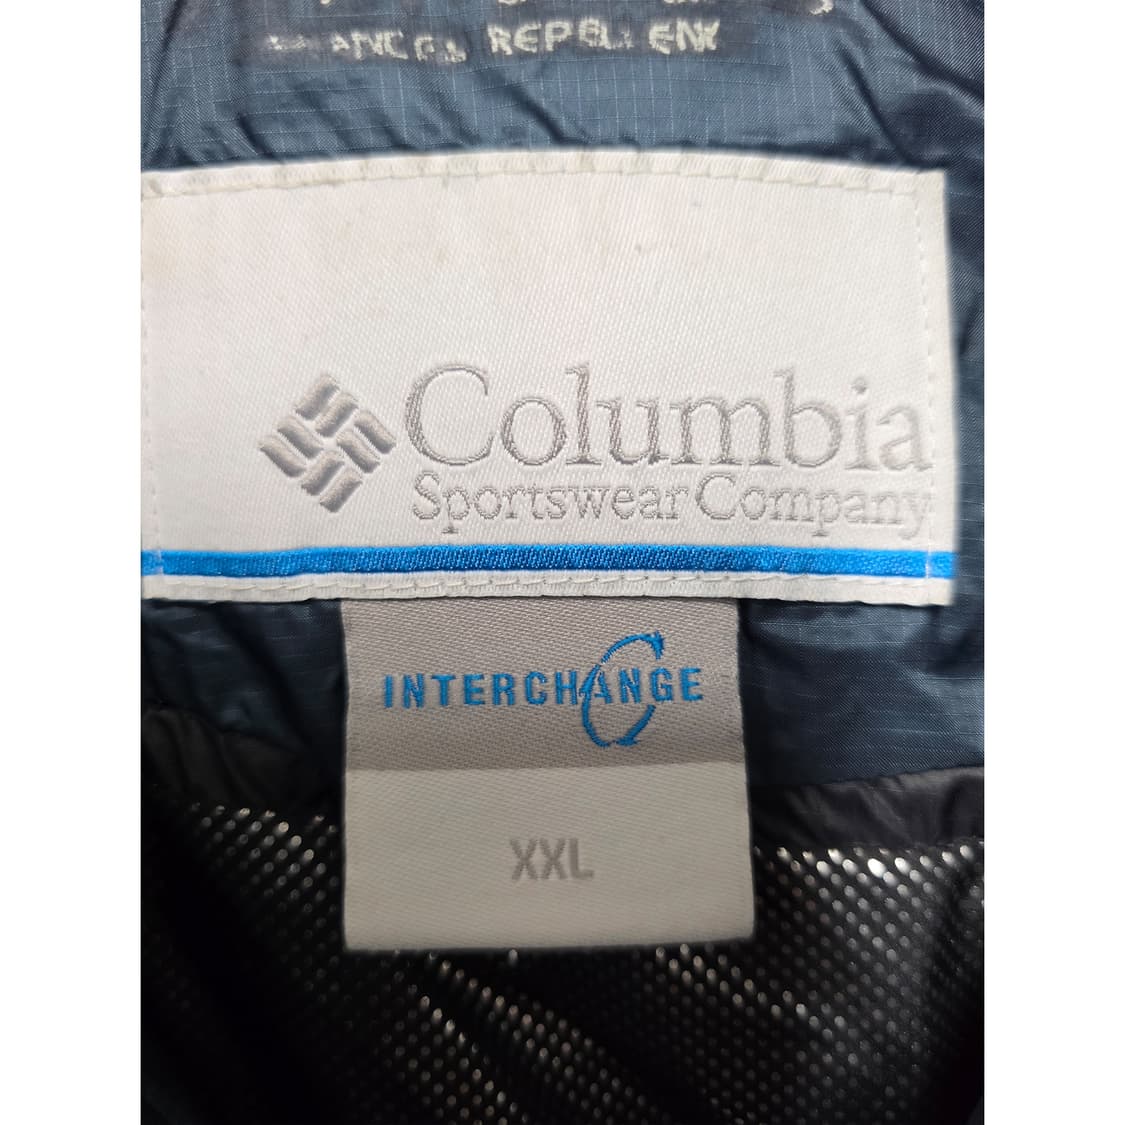 Columbia
Sportswear Company
INTERCHANGE
XXL